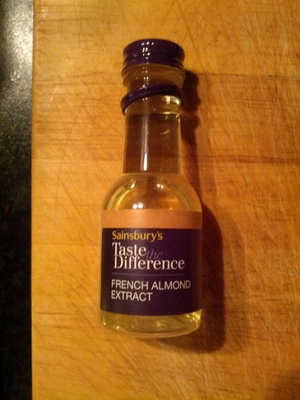 Sainsbury's
Taste the
Difference
FRENCH ALMOND
EXTRACT